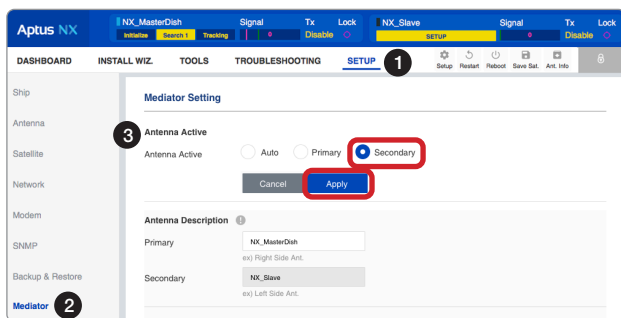 Aptus NX
NX_MasterDish Signal Tx Lock
Initialize Search 1 Tracking 0 Disable
NX_Slave Signal Tx Lock
SETUP 0 Disable
DASHBOARD INSTALL WIZ. TOOLS TROUBLESHOOTING SETUP 1
Setup Restart Reboot Save Sat. Ant. Info
Ship
Antenna
Satellite
Network
Modem
SNMP
Backup & Restore
Mediator 2
Mediator Setting
3 Antenna Active
Antenna Active Auto Primary Secondary
Cancel Apply
Antenna Description !
Primary NX_MasterDish
ex) Right Side Ant.
Secondary NX_Slave
ex) Left Side Ant.